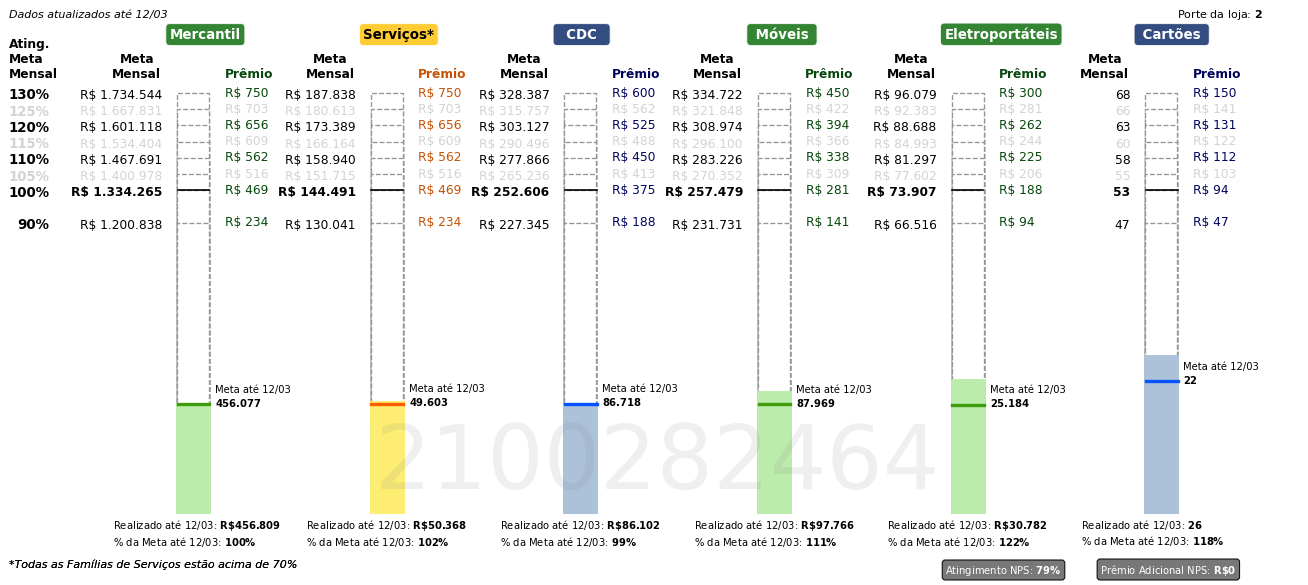 Dados atualizados até 12/03 Porte da loja: 2
Mercantil Serviços* CDC Móveis Eletroportáteis Cartões
Ating.
Meta Meta Meta Meta Meta Meta Meta
Mensal Mensal Prêmio Mensal Prêmio Mensal Prêmio Mensal Prêmio Mensal Prêmio Mensal Prêmio
130% R$ 1.734.544 R$ 750 R$ 187.838 R$ 750 R$ 328.387 R$ 600 R$ 334.722 R$ 450 R$ 96.079 R$ 300 68 R$ 150
125% R$ 1.667.831 R$ 703 R$ 180.613 R$ 703 R$ 315.757 R$ 562 R$ 321.848 R$ 422 R$ 92.383 R$ 281 66 R$ 141
120% R$ 1.601.118 R$ 656 R$ 173.389 R$ 656 R$ 303.127 R$ 525 R$ 308.974 R$ 394 R$ 88.688 R$ 262 63 R$ 131
115% R$ 1.534.404 R$ 609 R$ 166.164 R$ 609 R$ 290.496 R$ 488 R$ 296.100 R$ 366 R$ 84.993 R$ 244 60 R$ 122
110% R$ 1.467.691 R$ 562 R$ 158.940 R$ 562 R$ 277.866 R$ 450 R$ 283.226 R$ 338 R$ 81.297 R$ 225 58 R$ 112
105% R$ 1.400.978 R$ 516 R$ 151.715 R$ 516 R$ 265.236 R$ 413 R$ 270.352 R$ 309 R$ 77.602 R$ 206 55 R$ 103
100% R$ 1.334.265 R$ 469 R$ 144.491 R$ 469 R$ 252.606 R$ 375 R$ 257.479 R$ 281 R$ 73.907 R$ 188 53 R$ 94
90% R$ 1.200.838 R$ 234 R$ 130.041 R$ 234 R$ 227.345 R$ 188 R$ 231.731 R$ 141 R$ 66.516 R$ 94 47 R$ 47
Meta até 12/03
22
Meta até 12/03 Meta até 12/03 Meta até 12/03 Meta até 12/03 Meta até 12/03
456.077 49.603 86.718 87.969 25.184
2100282464
Realizado até 12/03: R$456.809 Realizado até 12/03: R$50.368 Realizado até 12/03: R$86.102 Realizado até 12/03: R$97.766 Realizado até 12/03: R$30.782 Realizado até 12/03: 26
% da Meta até 12/03: 100% % da Meta até 12/03: 102% % da Meta até 12/03: 99% % da Meta até 12/03: 111% % da Meta até 12/03: 122% % da Meta até 12/03: 118%
*Todas as Famílias de Serviços estão acima de 70% Atingimento NPS: 79% Prêmio Adicional NPS: R$0